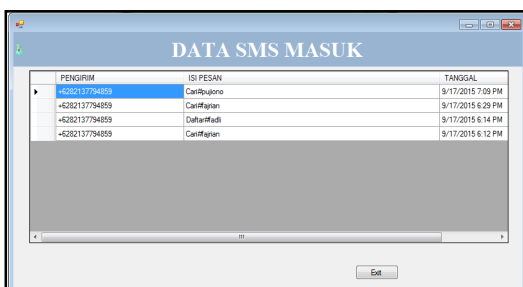 DATA SMS MASUK
PENGIRIM ISI PESAN TANGGAL
+6282137794859 Cari#pujiono 9/17/2015 7:09 PM
+6282137794859 Cari#fajrian 9/17/2015 6:29 PM
+6282137794859 Daftar#fadli 9/17/2015 6:14 PM
+6282137794859 Cari#fajrian 9/17/2015 6:12 PM
Exit